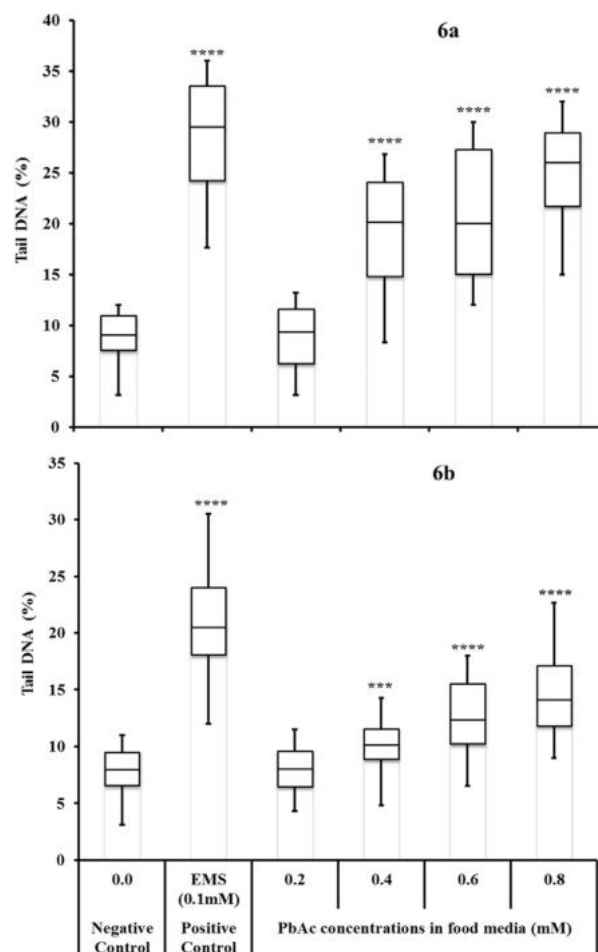 6a
Tail DNA (%)
40
35
30
25
20
15
10
5
0
****
****
****
****
6b
Tail DNA (%)
35
30
25
20
15
10
5
0
****
***
****
****
0.0
EMS
(0.1mM)
0.2
0.4
0.6
0.8
Negative
Control
Positive
Control
PbAc concentrations in food media (mM)